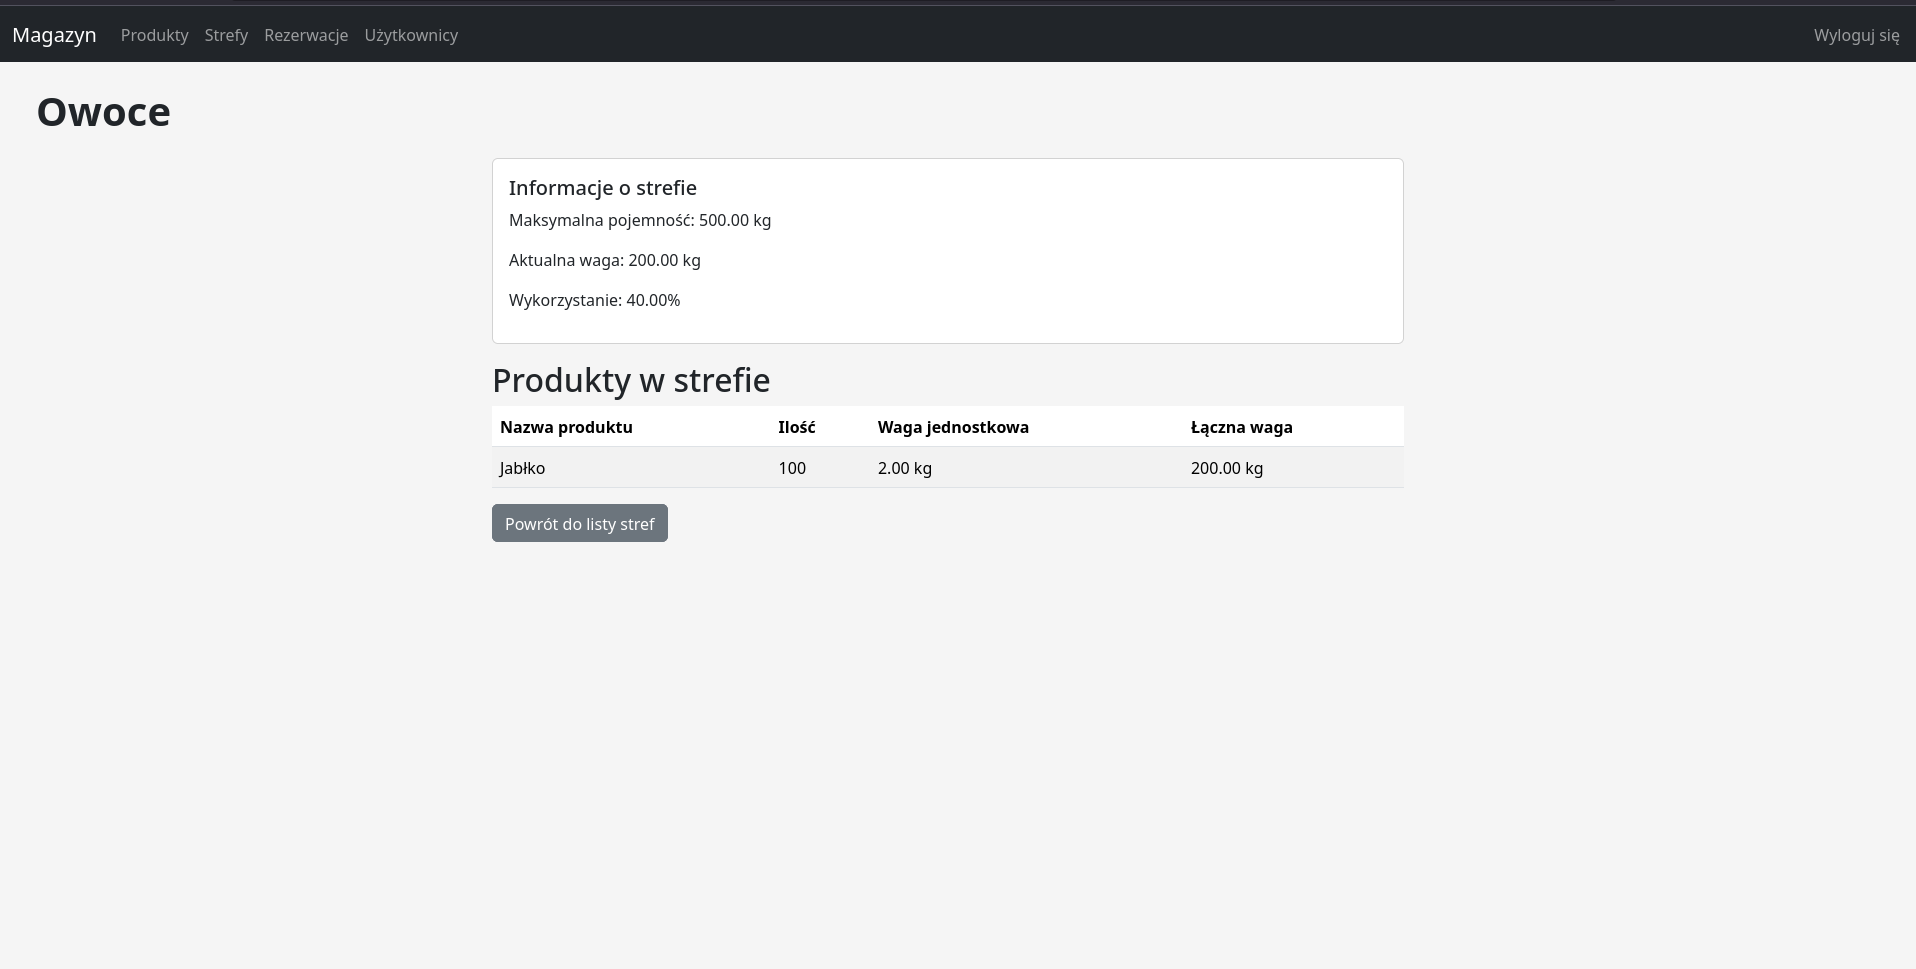 Magazyn Produkty Strefy Rezerwacje Użytkownicy Wyloguj się
Owoce
Informacje o strefie
Maksymalna pojemność: 500.00 kg
Aktualna waga: 200.00 kg
Wykorzystanie: 40.00%
Produkty w strefie
Nazwa produktu Ilość Waga jednostkowa Łączna waga
Jabłko 100 2.00 kg 200.00 kg
Powrót do listy stref